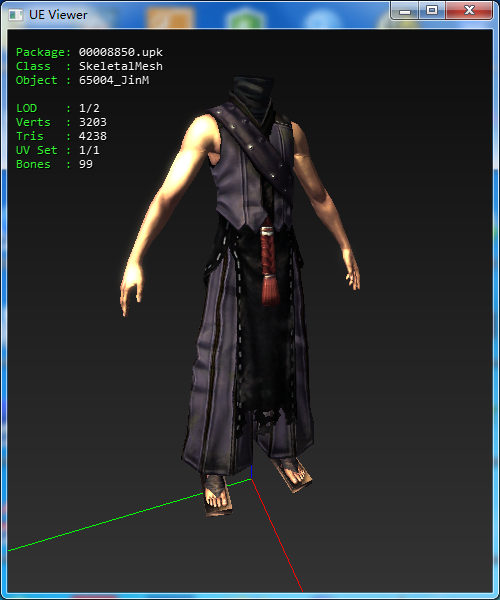 UE Viewer
Package: 00008850.upk
Class : SkeletalMesh
Object : 65004_JinM
LOD : 1/2
Verts : 3203
Tris : 4238
UV Set : 1/1
Bones : 99